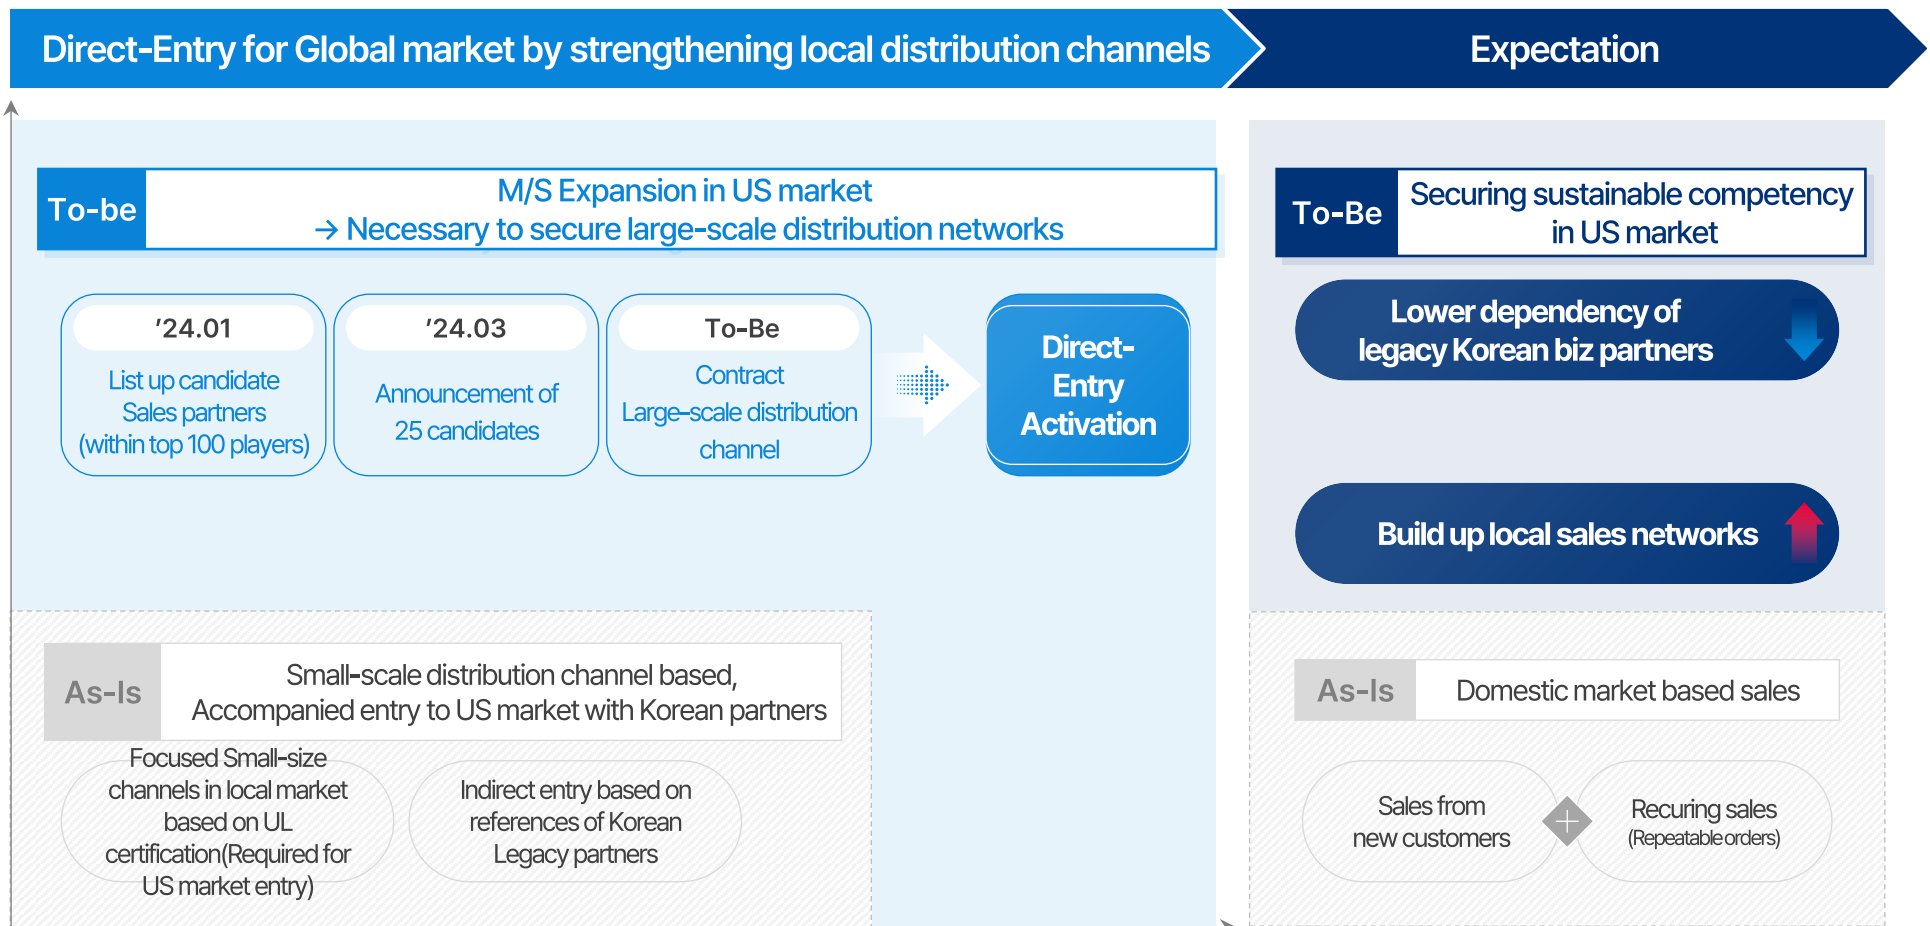 Direct-Entry for Global market by strengthening local distribution channels
Expectation
To-be
M/S Expansion in US market
→ Necessary to secure large-scale distribution networks
’24.01
List up candidate
Sales partners
(within top 100 players)
’24.03
Announcement of
25 candidates
To-Be
Contract
Large-scale distribution
channel
Direct-
Entry
Activation
As-Is
Small-scale distribution channel based,
Accompanied entry to US market with Korean partners
Focused Small-size
channels in local market
based on UL
certification(Required for
US market entry)
Indirect entry based on
references of Korean
Legacy partners
To-Be
Securing sustainable competency
in US market
Lower dependency of
legacy Korean biz partners
Build up local sales networks
As-Is
Domestic market based sales
Sales from
new customers
Recuring sales
(Repeatable orders)